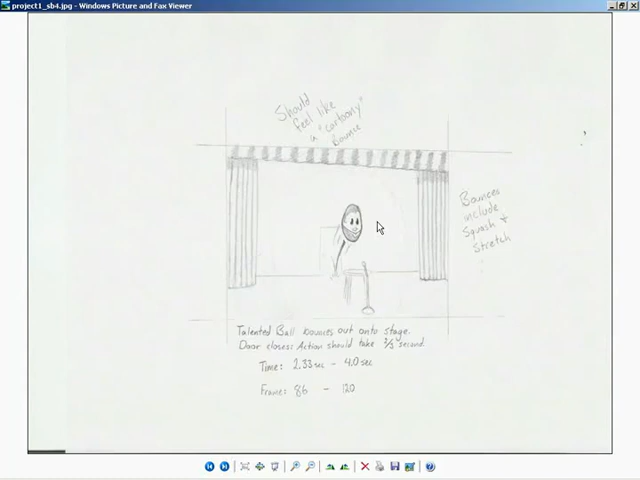 project1_sb4.jpg - Windows Picture and Fax Viewer
Should
feel like
a "cartoony"
Bounce
Bounces
include
Squash +
Stretch
Talented Ball bounces out onto stage.
Door closes: Action should take 2/3 second
Time: 2.33 sec - 4.0 sec
Frame: 86 - 120